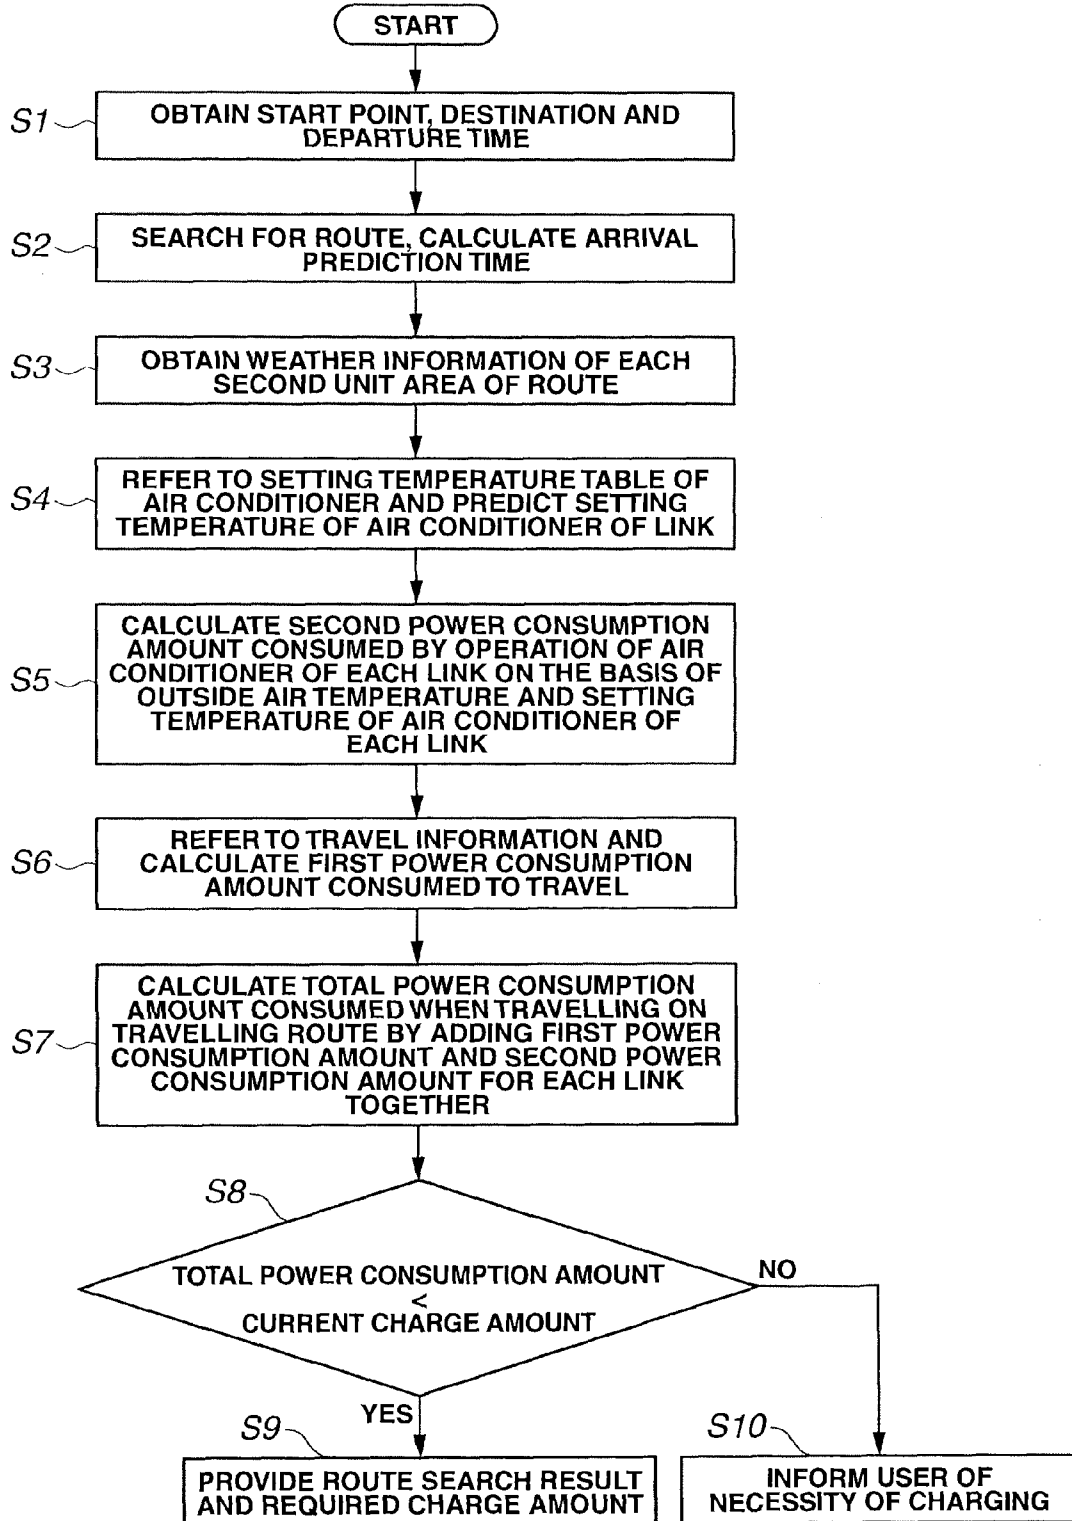 START
S1
OBTAIN START POINT, DESTINATION AND
DEPARTURE TIME
S2
SEARCH FOR ROUTE, CALCULATE ARRIVAL
PREDICTION TIME
S3
OBTAIN WEATHER INFORMATION OF EACH
SECOND UNIT AREA OF ROUTE
S4
REFER TO SETTING TEMPERATURE TABLE OF
AIR CONDITIONER AND PREDICT SETTING
TEMPERATURE OF AIR CONDITIONER OF LINK
S5
CALCULATE SECOND POWER CONSUMPTION
AMOUNT CONSUMED BY OPERATION OF AIR
CONDITIONER OF EACH LINK ON THE BASIS OF
OUTSIDE AIR TEMPERATURE AND SETTING
TEMPERATURE OF AIR CONDITIONER OF
EACH LINK
S6
REFER TO TRAVEL INFORMATION AND
CALCULATE FIRST POWER CONSUMPTION
AMOUNT CONSUMED TO TRAVEL
S7
CALCULATE TOTAL POWER CONSUMPTION
AMOUNT CONSUMED WHEN TRAVELLING ON
TRAVELLING ROUTE BY ADDING FIRST POWER
CONSUMPTION AMOUNT AND SECOND POWER
CONSUMPTION AMOUNT FOR EACH LINK
TOGETHER
S8
TOTAL POWER CONSUMPTION AMOUNT
<
CURRENT CHARGE AMOUNT
NO
YES
S9
PROVIDE ROUTE SEARCH RESULT
AND REQUIRED CHARGE AMOUNT
S10
INFORM USER OF
NECESSITY OF CHARGING